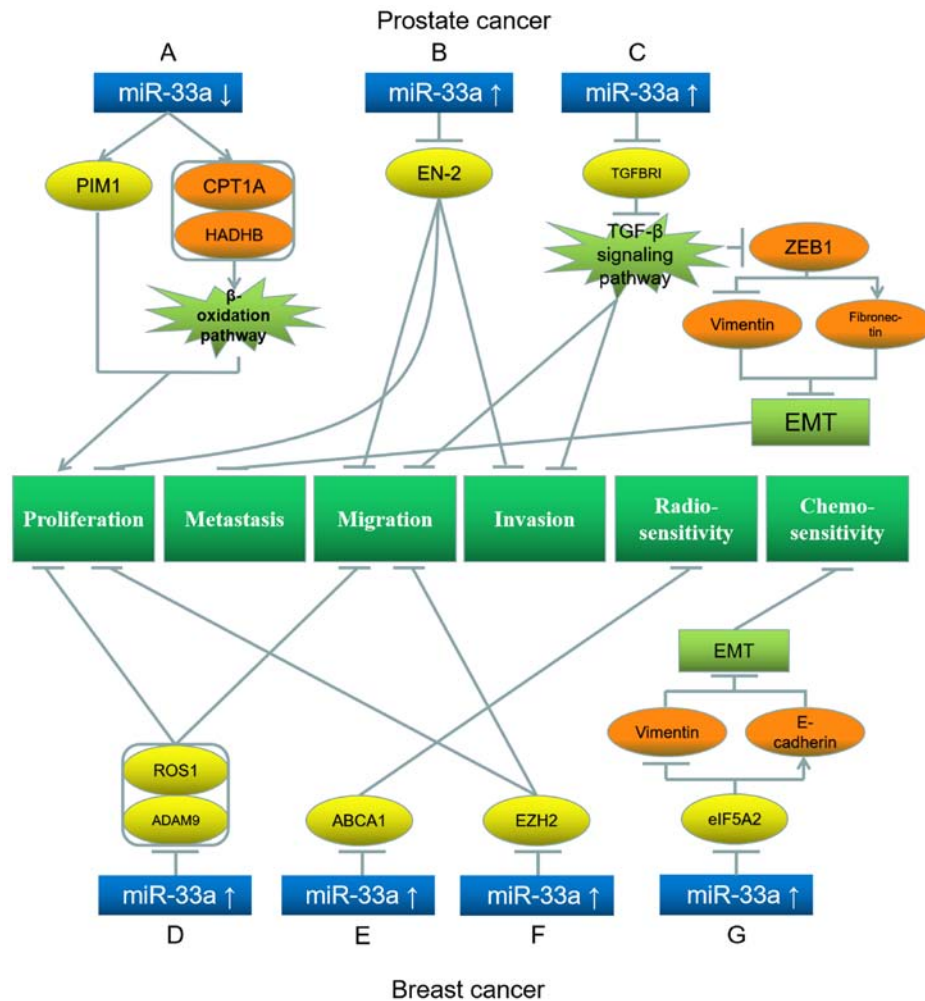 Prostate cancer
A
B
C
miR-33a ↓
miR-33a ↑
miR-33a ↑
PIM1
CPT1A
HADHB
EN-2
TGFBRI
TGF-β
signaling
pathway
ZEB1
β-
oxidation
pathway
Vimentin
Fibronec-
tin
EMT
Proliferation
Metastasis
Migration
Invasion
Radio-
sensitivity
Chemo-
sensitivity
EMT
Vimentin
E-
cadherin
ROS1
ADAM9
ABCA1
EZH2
eIF5A2
miR-33a ↑
miR-33a ↑
miR-33a ↑
miR-33a ↑
D
E
F
G
Breast cancer